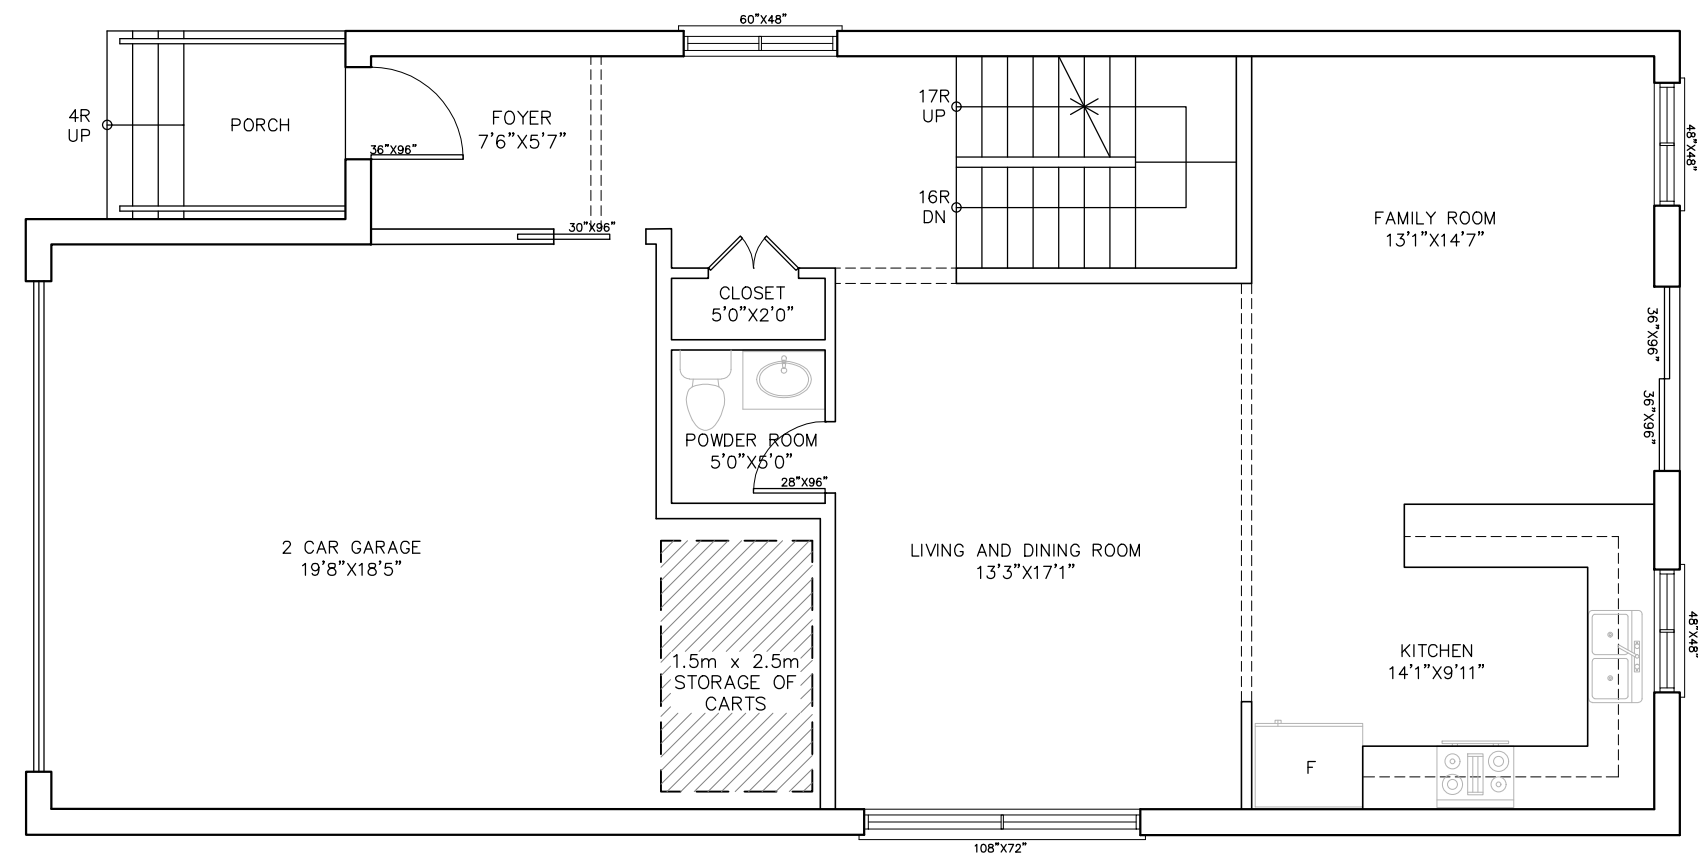 60"X48"
4R
UP
PORCH
36"X96"
FOYER
7'6"X5'7"
30"X96"
17R
UP
16R
DN
48"X48"
FAMILY ROOM
13'1"X14'7"
CLOSET
5'0"X2'0"
36"X96"
36"X96"
POWDER ROOM
5'0"X5'0"
28"X96"
2 CAR GARAGE
19'8"X18'5"
LIVING AND DINING ROOM
13'3"X17'1"
1.5m x 2.5m
STORAGE OF
CARTS
KITCHEN
14'1"X9'11"
48"X48"
F
108"X72"